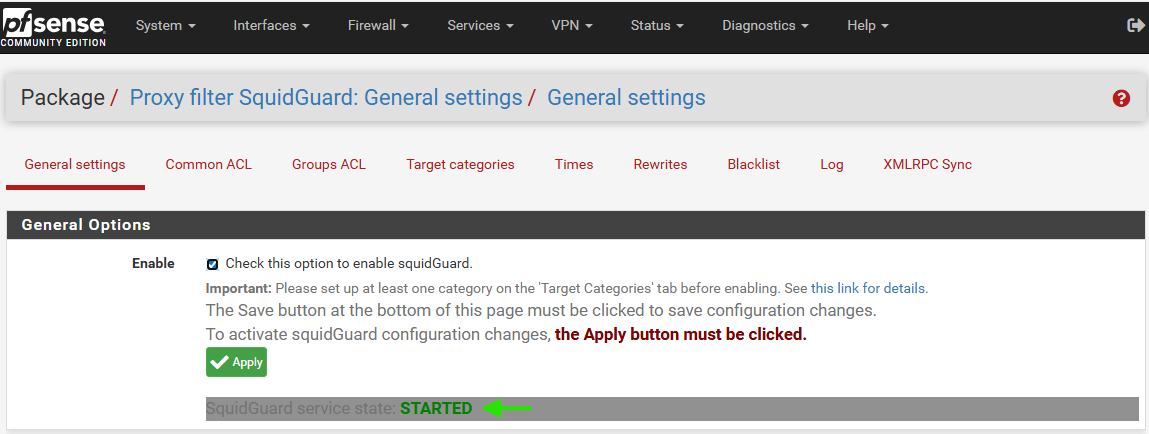 pfsense
COMMUNITY EDITION
System Interfaces Firewall Services VPN Status Diagnostics Help
Package / Proxy filter SquidGuard: General settings / General settings
General settings Common ACL Groups ACL Target categories Times Rewrites Blacklist Log XMLRPC Sync
General Options
Enable Check this option to enable squidGuard.
Important: Please set up at least one category on the 'Target Categories' tab before enabling. See this link for details.
The Save button at the bottom of this page must be clicked to save configuration changes.
To activate squidGuard configuration changes, the Apply button must be clicked.
Apply
SquidGuard service state: STARTED